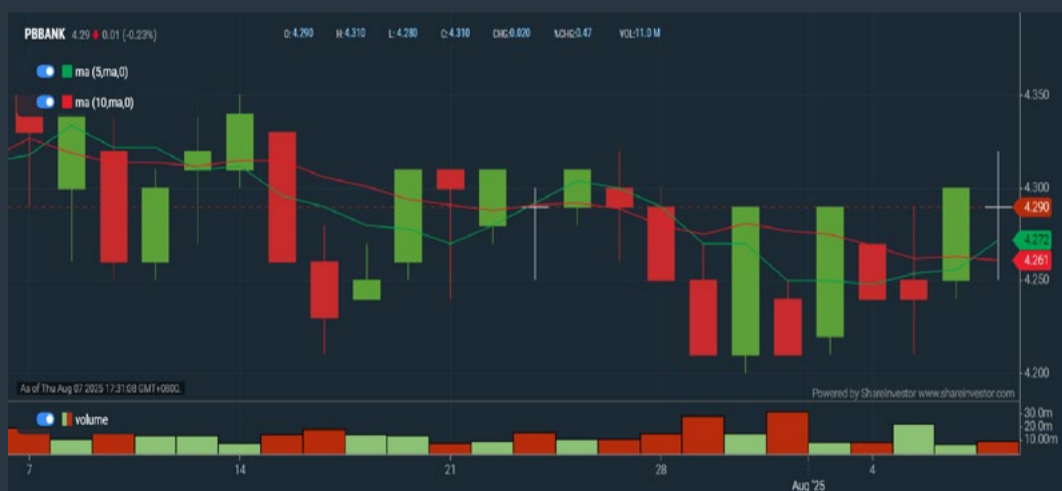 PBBANK 4.29 0.01 (-0.23%) O: 4.290 H: 4.310 L: 4.280 C: 4.310 CHG:0.020 %CHG:0.47 VOL:11.0 M
ma (5,ma,0)
ma (10,ma,0)
4.350
4.300
4.290
4.272
4.261
4.250
4.200
As of Thu Aug 07 2025 17:31:08 GMT+0800.
Powered by ShareInvestor www.shareinvestor.com
volume
30.0m
20.0m
10.00m
7 14 21 28 4
Aug '25